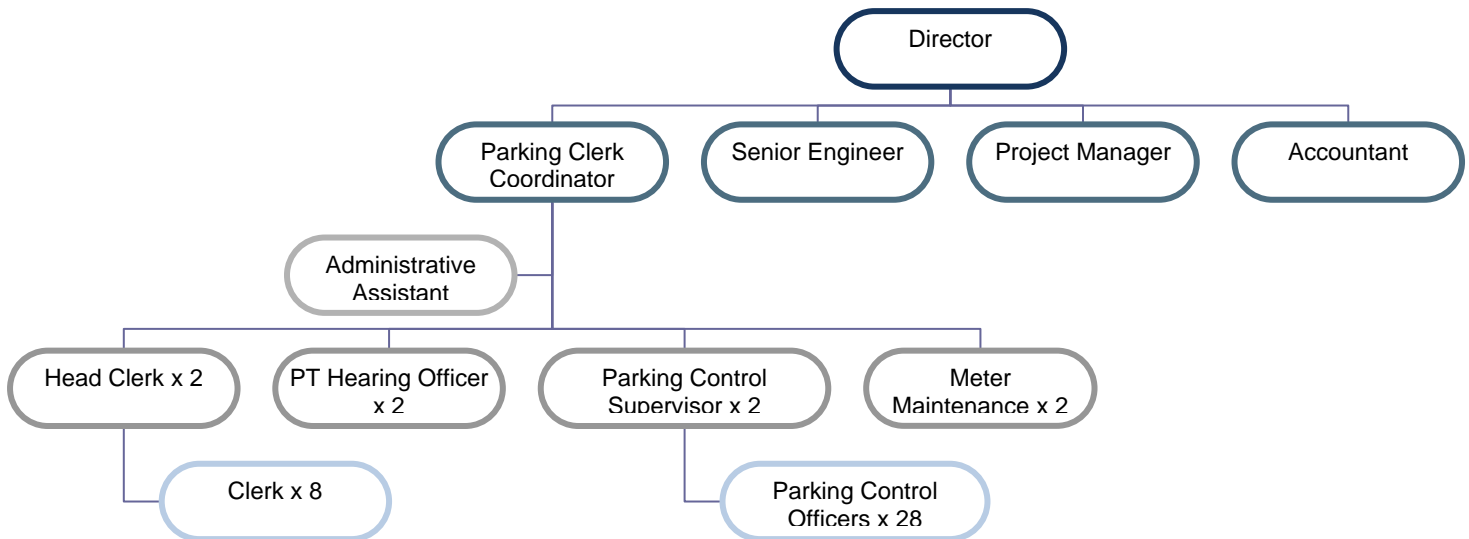 Director
Parking Clerk
Coordinator
Senior Engineer
Project Manager
Accountant
Administrative
Assistant
Head Clerk x 2
PT Hearing Officer
x 2
Parking Control
Supervisor x 2
Meter
Maintenance x 2
Clerk x 8
Parking Control
Officers x 28